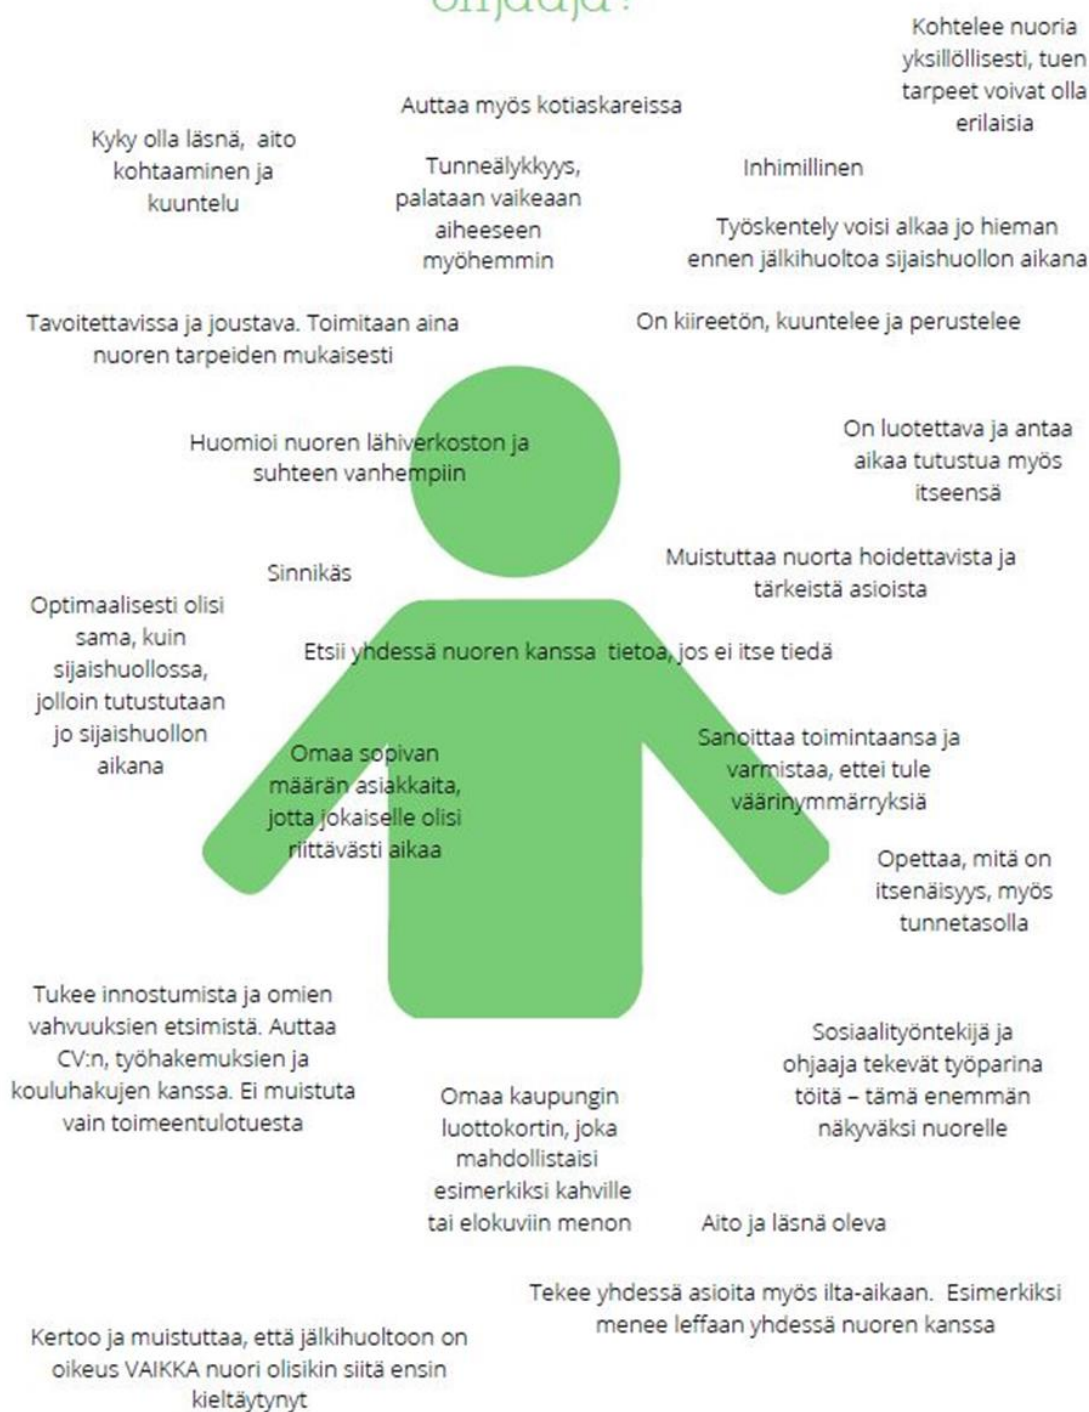 ohjaaja?
Kohtelee nuoria
yksillöllisesti, tuen
tarpeet voivat olla
erilaisia
Auttaa myös kotiaskareissa
Kyky olla läsnä, aito
kohtaaminen ja
kuuntelu
Tunneälykkyys,
palataan vaikeaan
aiheeseen
myöhemmin
Inhimillinen
Työskentely voisi alkaa jo hieman
ennen jälkihuoltoa sijaishuollon aikana
Tavoitettavissa ja joustava. Toimitaan aina
nuoren tarpeiden mukaisesti
On kiireetön, kuuntelee ja perustelee
Huomioi nuoren lähiverkoston ja
suhteen vanhempiin
On luotettava ja antaa
aikaa tutustua myös
itseensä
Sinnikäs
Muistuttaa nuorta hoidettavista ja
tärkeistä asioista
Optimaalisesti olisi
sama, kuin
sijaishuollossa,
jolloin tutustutaan
jo sijaishuollon
aikana
Etsii yhdessä nuoren kanssa tietoa, jos ei itse tiedä
Omaa sopivan
määrän asiakkaita,
jotta jokaiselle olisi
riittävästi aikaa
Sanoittaa toimintaansa ja
varmistaa, ettei tule
väärinymmärryksiä
Opettaa, mitä on
itsenäisyys, myös
tunnetasolla
Tukee innostumista ja omien
vahvuuksien etsimistä. Auttaa
CV:n, työhakemuksien ja
kouluhakujen kanssa. Ei muistuta
vain toimeentulotuesta
Omaa kaupungin
luottokortin, joka
mahdollistaisi
esimerkiksi kahville
tai elokuviin menon
Sosiaalityöntekijä ja
ohjaaja tekevät työparina
töitä – tämä enemmän
näkyväksi nuorelle
Aito ja läsnä oleva
Tekee yhdessä asioita myös ilta-aikaan. Esimerkiksi
menee leffaan yhdessä nuoren kanssa
Kertoo ja muistuttaa, että jälkihuoltoon on
oikeus VAIKKA nuori olisikin siitä ensin
kieltäytynyt